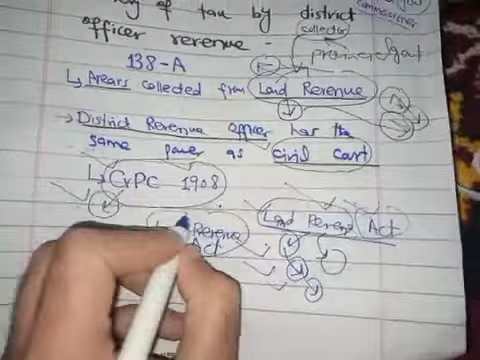 of tax by district
collector
commissioner
officer revenue -
138-A
↳ Arears collected from Land Revenue
→ District Revenue officer has the
same power as Civil Cort
↳ CrPC 1908
Land Revenue Act
Revenue
Act